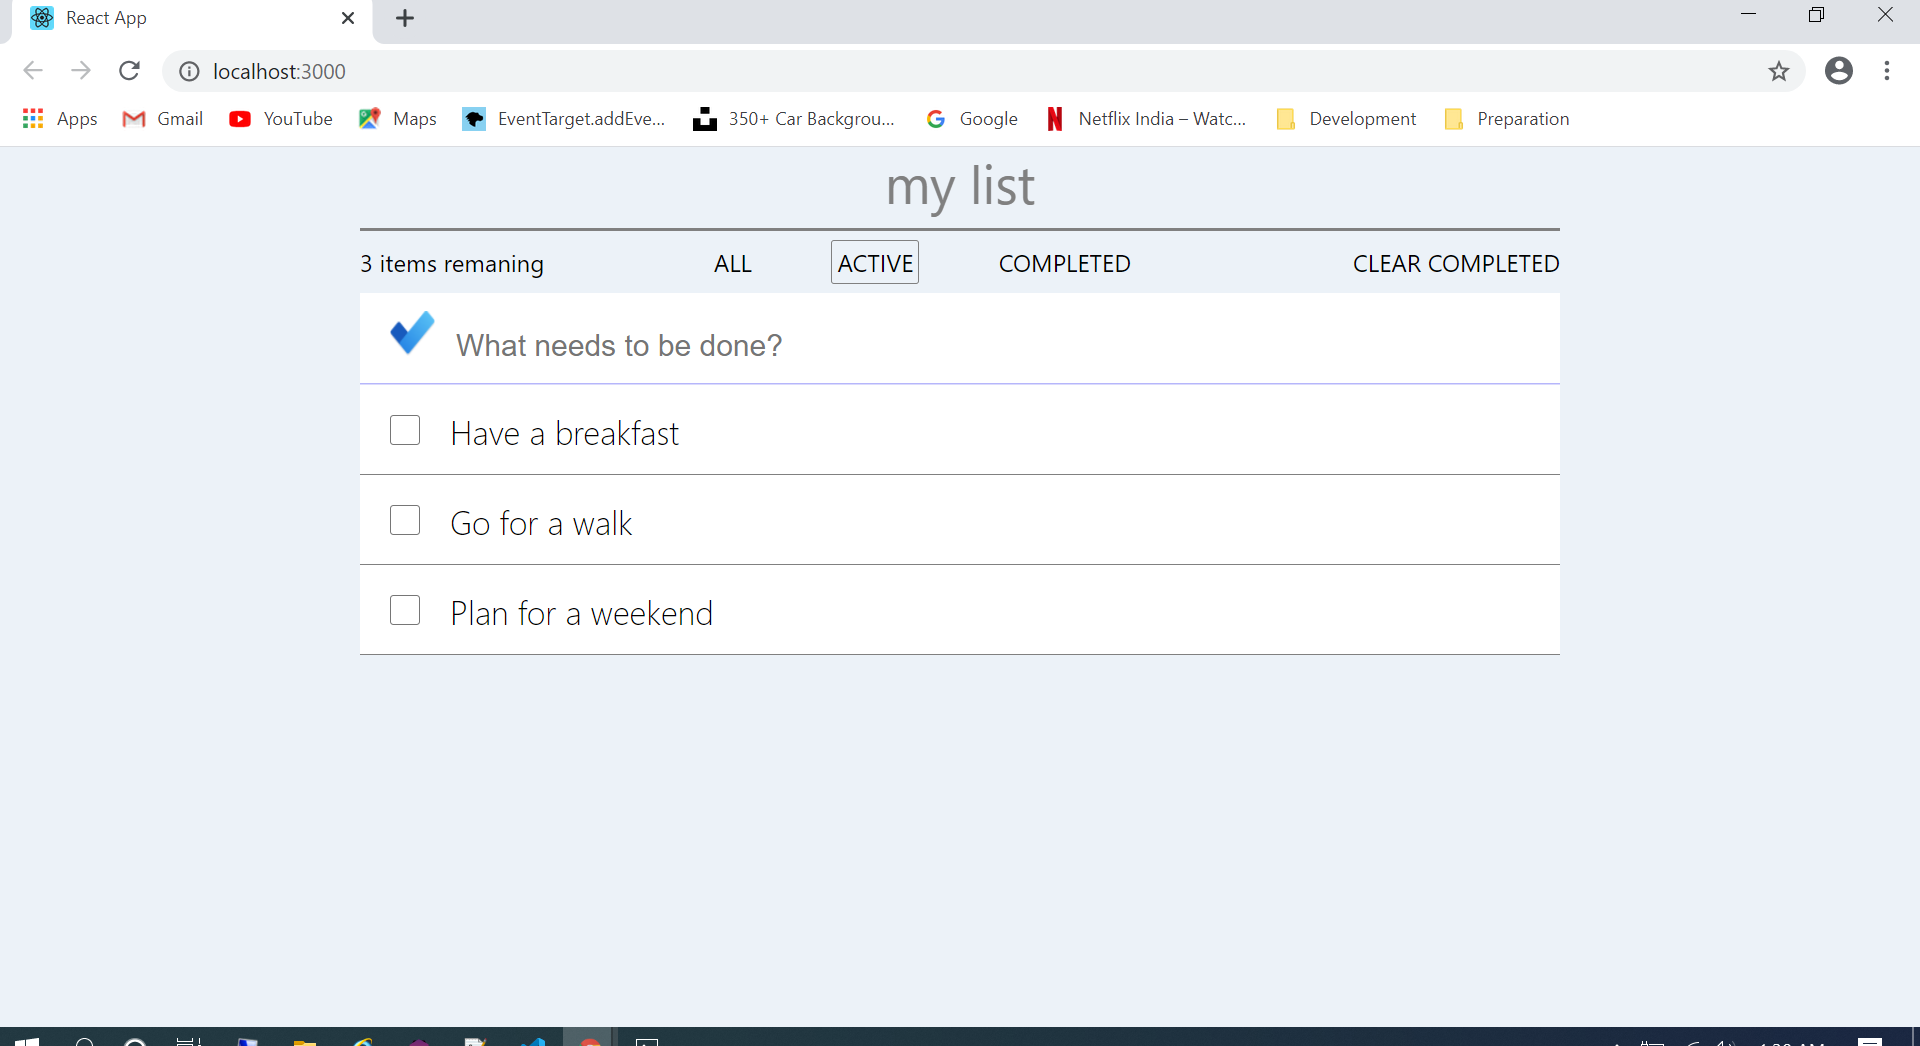 React App
localhost:3000
Apps Gmail YouTube Maps EventTarget.addEve... 350+ Car Backgrou... Google Netflix India – Watc... Development Preparation
my list
3 items remaning ALL ACTIVE COMPLETED CLEAR COMPLETED
What needs to be done?
Have a breakfast
Go for a walk
Plan for a weekend